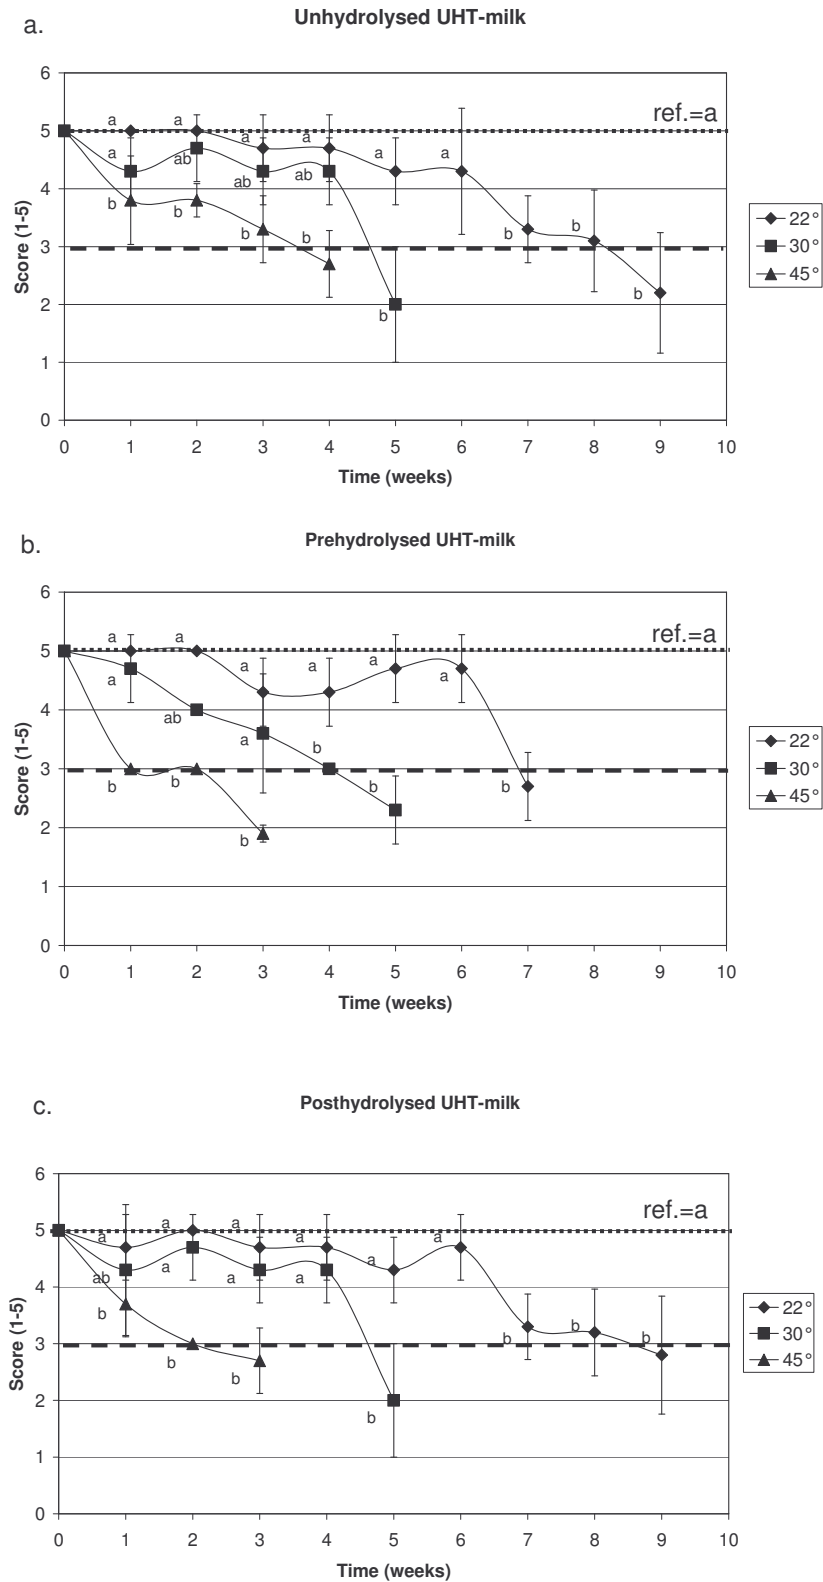 a.
Unhydrolysed UHT-milk
6
ref.=a
5
a a a a a a
a ab ab ab
4
b b b b b b b
3
2
b
1
0
0 1 2 3 4 5 6 7 8 9 10
Score (1-5)
Time (weeks)
22°
30°
45°
b.
Prehydrolysed UHT-milk
6
ref.=a
5
a a a a a a
a ab a b b
4
3
b b b b
2
1
0
0 1 2 3 4 5 6 7 8 9 10
Score (1-5)
Time (weeks)
22°
30°
45°
c.
Posthydrolysed UHT-milk
6
ref.=a
5
a a a a a a
ab a a a
4
b b b b
3
b b
2
b
1
0
0 1 2 3 4 5 6 7 8 9 10
Score (1-5)
Time (weeks)
22°
30°
45°